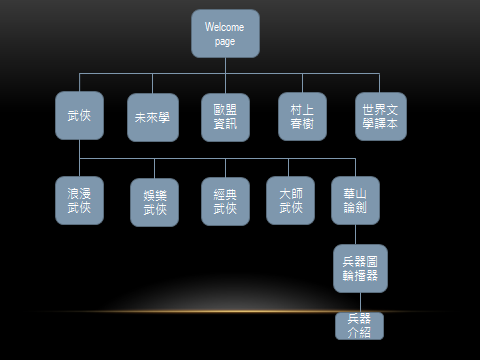 Welcome
page
武俠
未來學
歐盟
資訊
村上
春樹
世界文
學譯本
浪漫
武俠
娛樂
武俠
經典
武俠
大師
武俠
華山
論劍
兵器圖
輪播器
兵器
介紹